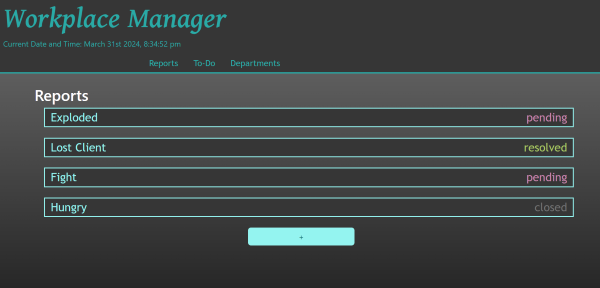 Workplace Manager
Current Date and Time: March 31st 2024, 8:34:52 pm
Reports To-Do Departments
Reports
Exploded pending
Lost Client resolved
Fight pending
Hungry closed
+